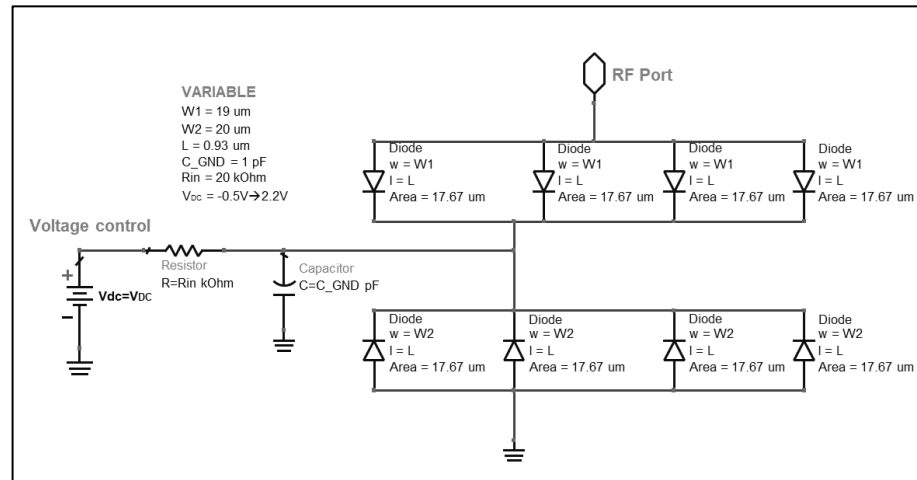 RF Port
VARIABLE
W1 = 19 um
W2 = 20 um
L = 0.93 um
C_GND = 1 pF
Rin = 20 kOhm
VDC = -0.5V→2.2V
Diode
w = W1
l = L
Area = 17.67 um
Diode
w = W1
l = L
Area = 17.67 um
Diode
w = W1
l = L
Area = 17.67 um
Diode
w = W1
l = L
Area = 17.67 um
Voltage control
+
Vdc=VDC
Resistor
R=Rin kOhm
Capacitor
C=C_GND pF
Diode
w = W2
l = L
Area = 17.67 um
Diode
w = W2
l = L
Area = 17.67 um
Diode
w = W2
l = L
Area = 17.67 um
Diode
w = W2
l = L
Area = 17.67 um